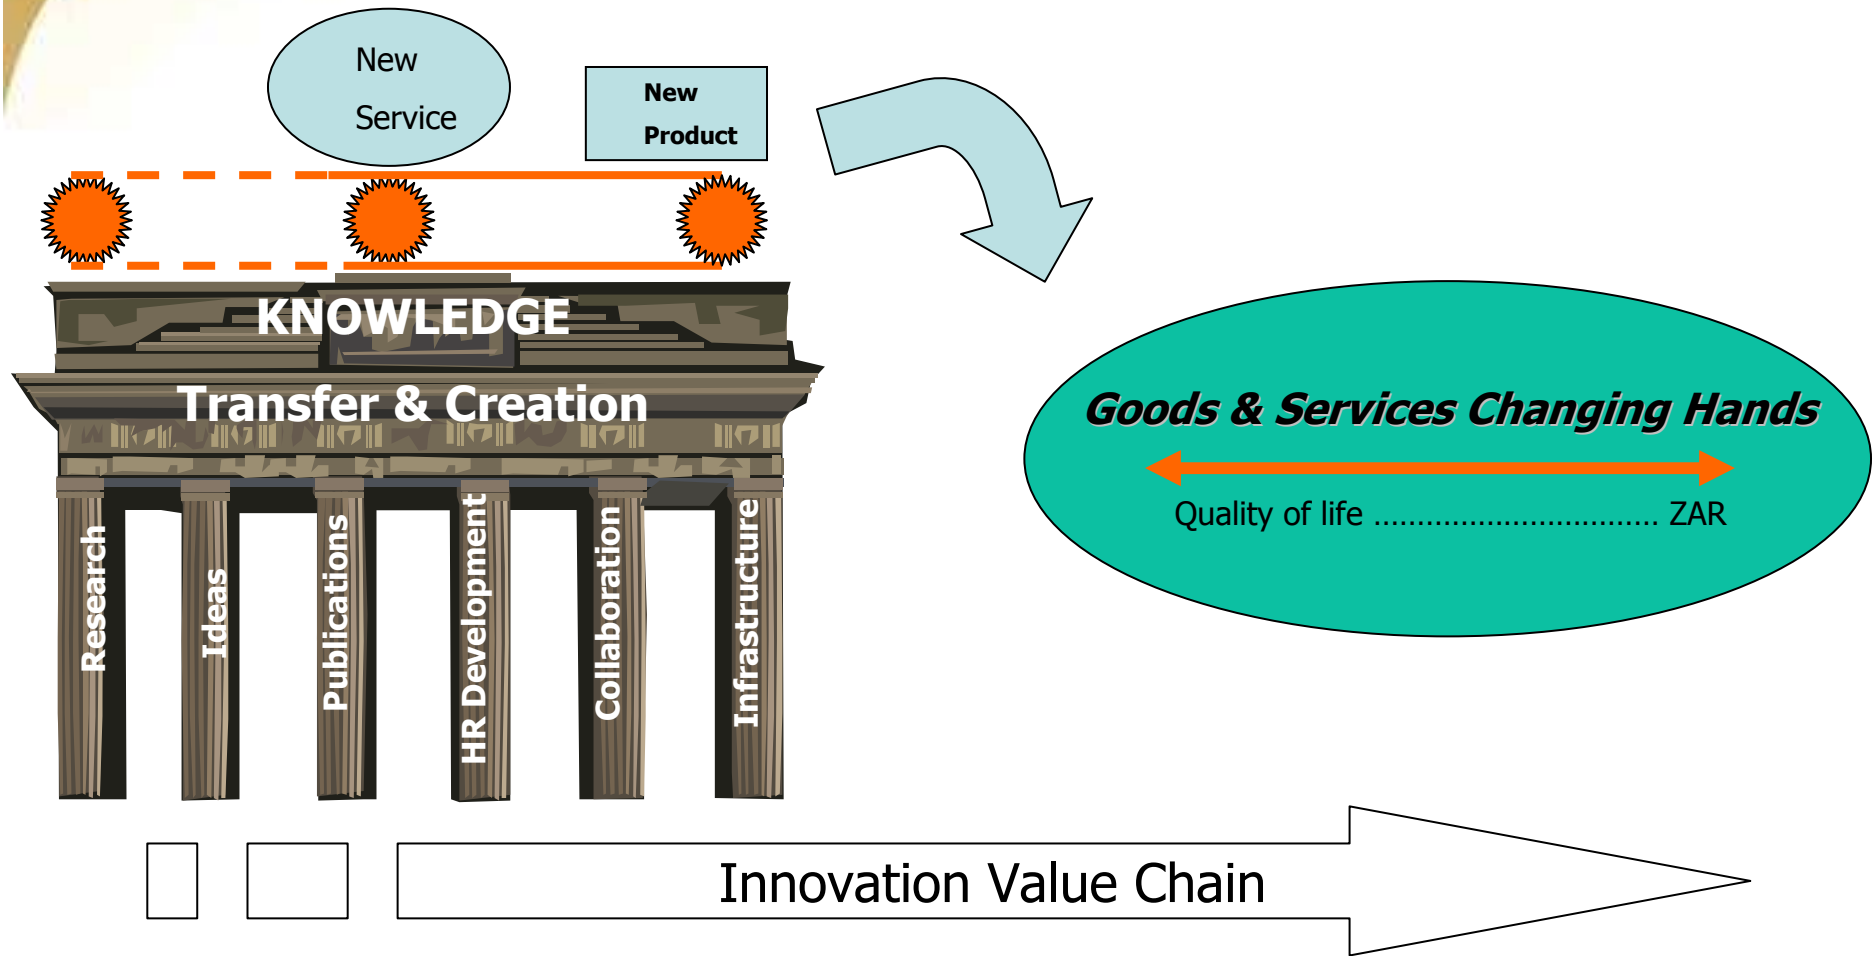 New
Service
New
Product
KNOWLEDGE
Transfer & Creation
Research
Ideas
Publications
HR Development
Collaboration
Infrastructure
Goods & Services Changing Hands
Quality of life ................................. ZAR
Innovation Value Chain